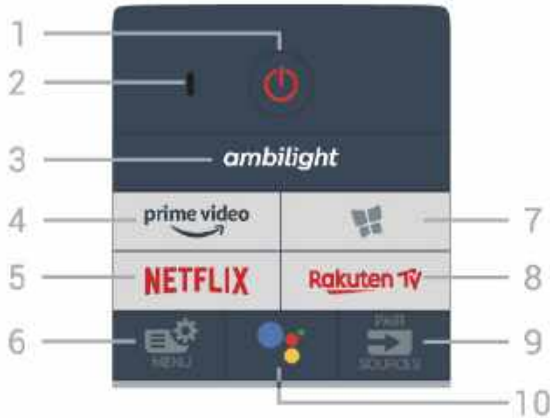 1
2
3 ambilight
4 prime video 7
5 NETFLIX Rakuten TV 8
6 MENU PAIR SOURCES 9
10